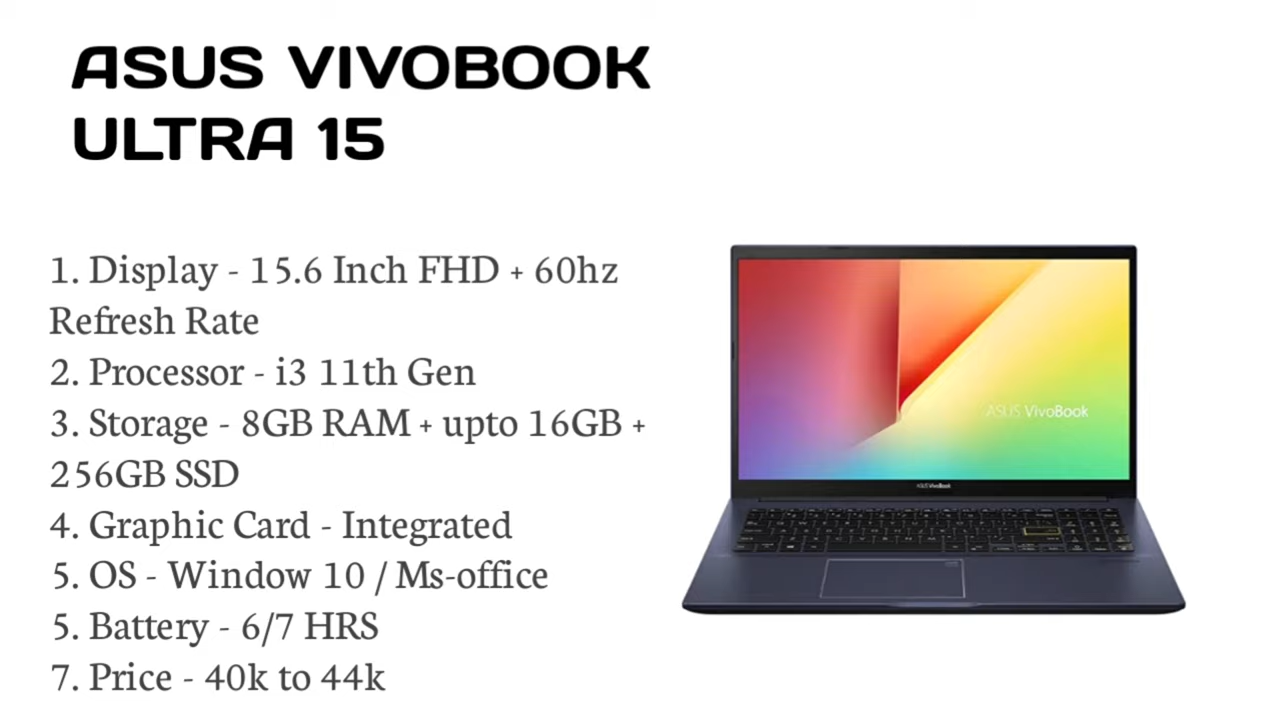 ASUS VIVOBOOK
ULTRA 15
1. Display - 15.6 Inch FHD + 60hz
Refresh Rate
2. Processor - i3 11th Gen
3. Storage - 8GB RAM + upto 16GB +
256GB SSD
4. Graphic Card - Integrated
5. OS - Window 10 / Ms-office
5. Battery - 6/7 HRS
7. Price - 40k to 44k
ASUS VivoBook
ASUS VivoBook